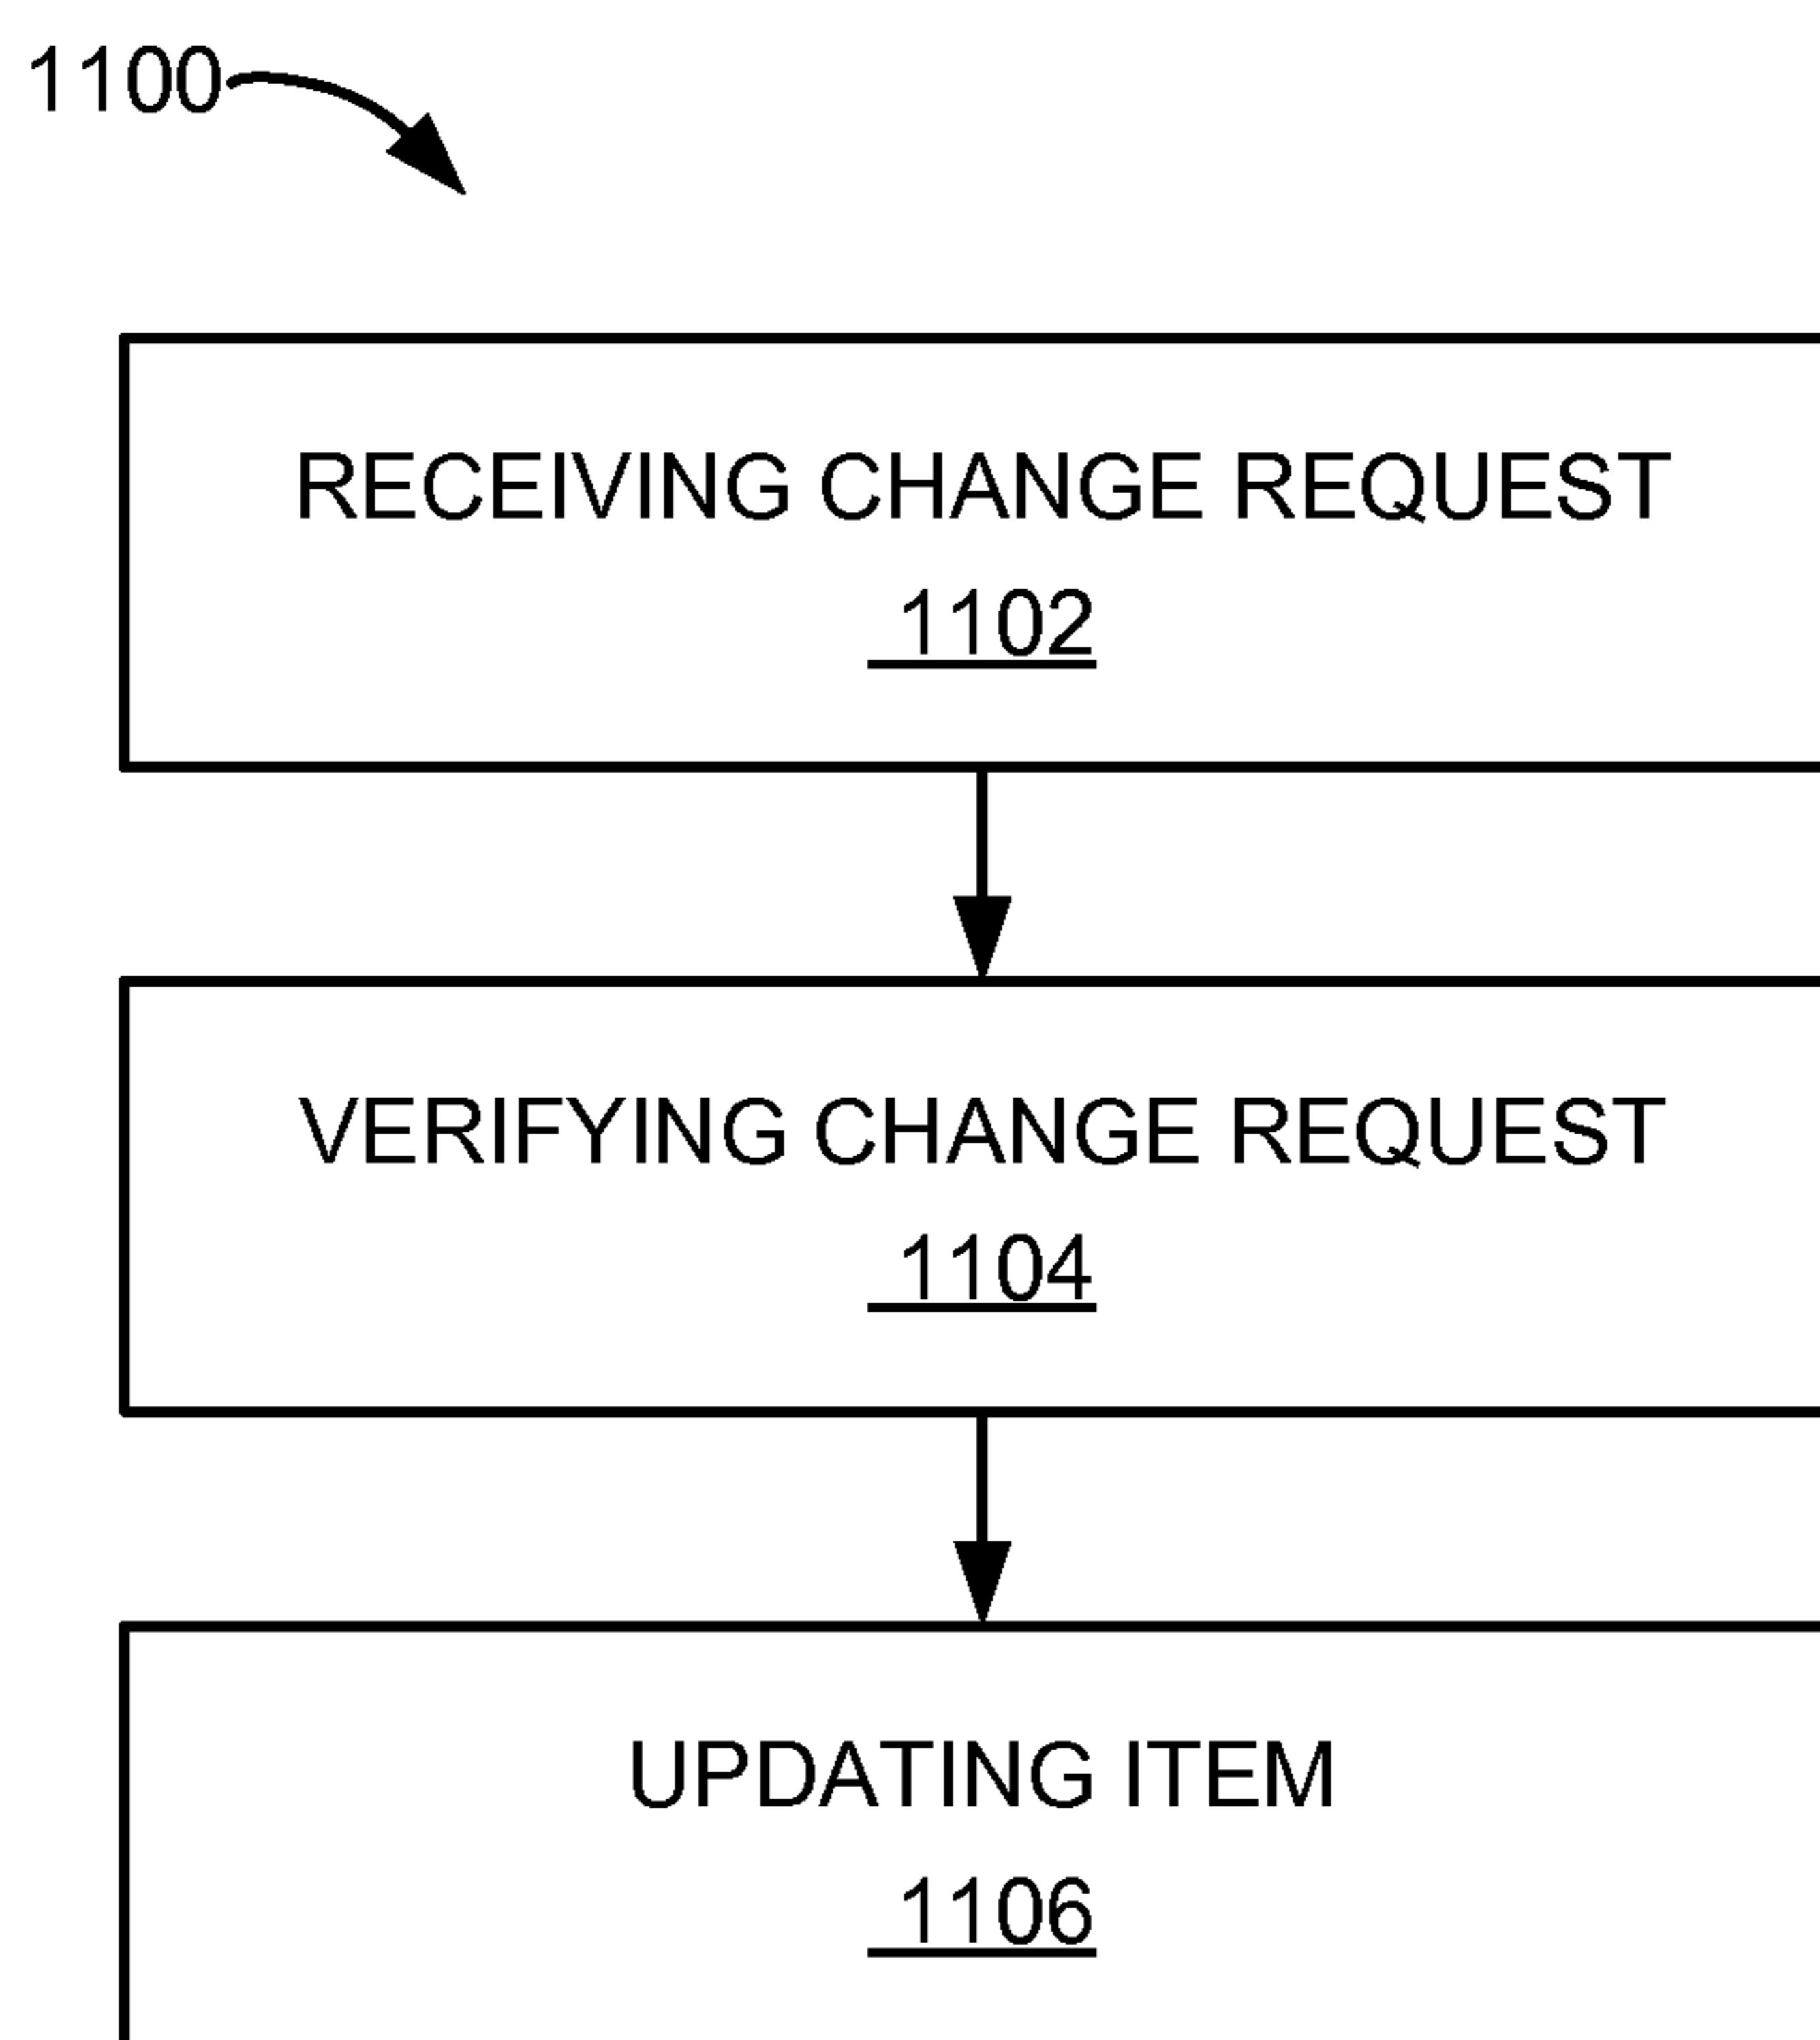 1100
RECEIVING CHANGE REQUEST
1102
VERIFYING CHANGE REQUEST
1104
UPDATING ITEM
1106